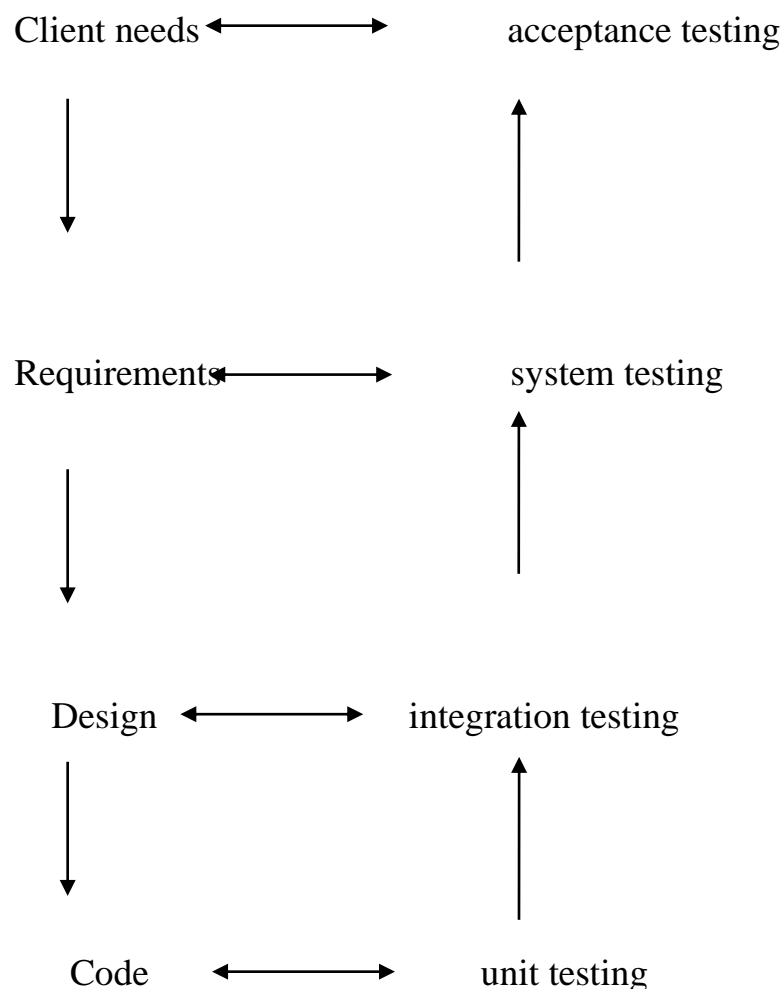 Client needs acceptance testing
Requirements system testing
Design integration testing
Code unit testing